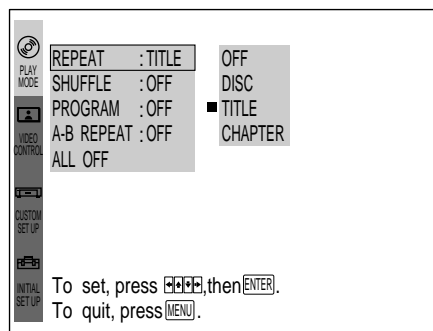 PLAY
MODE
VIDEO
CONTROL
CUSTOM
SET UP
INITIAL
SET UP
REPEAT :TITLE
SHUFFLE :OFF
PROGRAM :OFF
A-B REPEAT :OFF
ALL OFF
OFF
DISC
TITLE
CHAPTER
To set, press ,then ENTER.
To quit, press MENU.